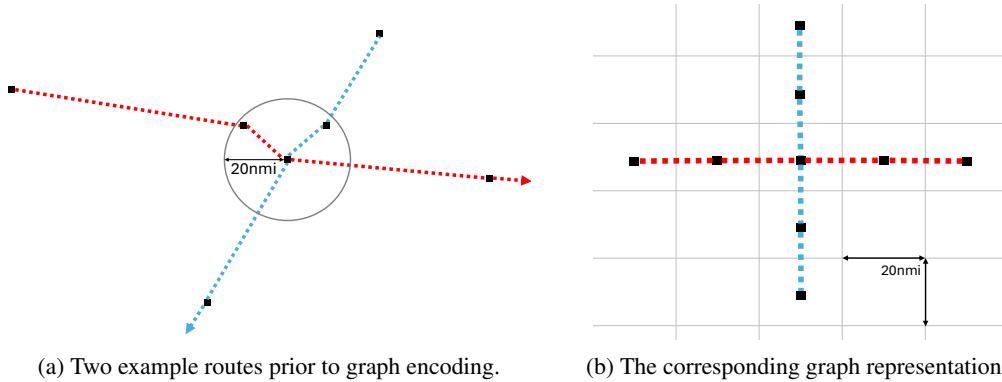 20nmi
20nmi
(a) Two example routes prior to graph encoding.
(b) The corresponding graph representation